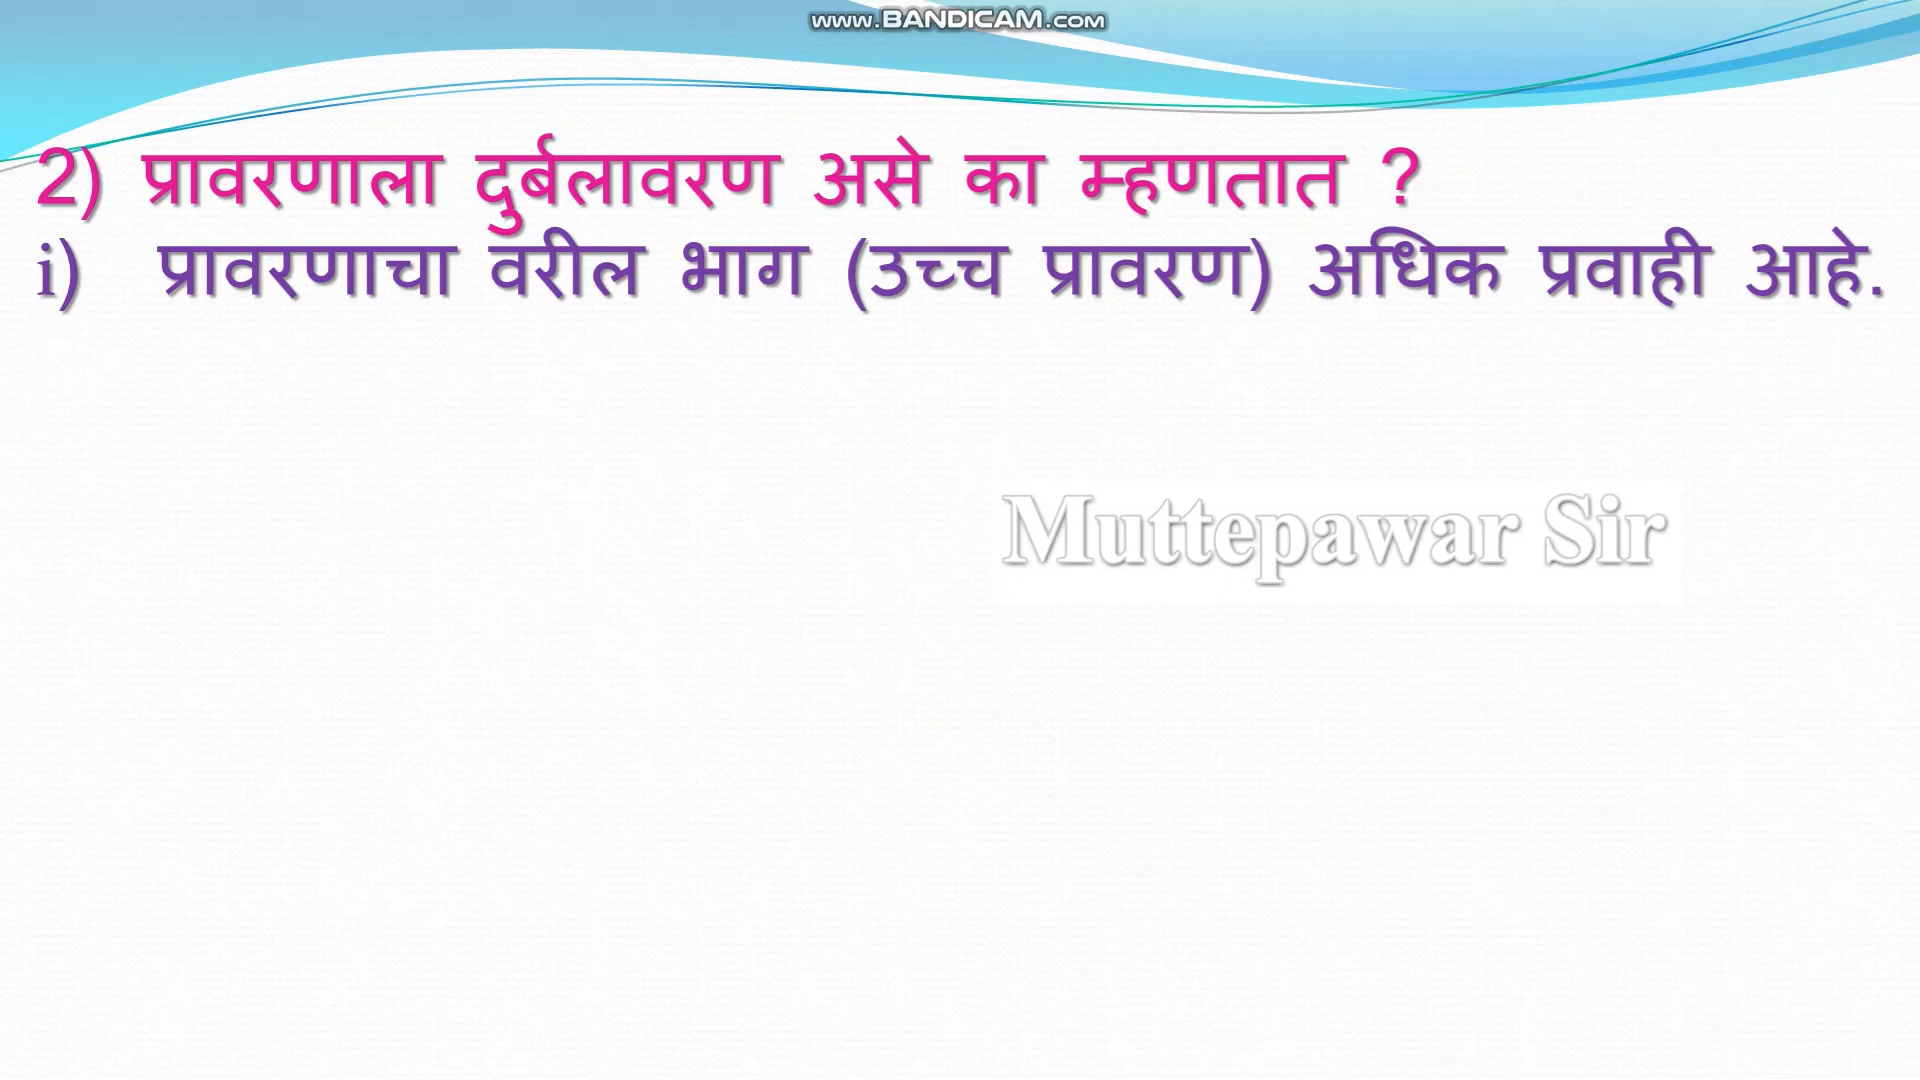 www.BANDICAM.com
2) प्रावरणाला दुर्बलावरण असे का म्हणतात ?
i) प्रावरणाचा वरील भाग (उच्च प्रावरण) अधिक प्रवाही आहे.
Muttepawar Sir